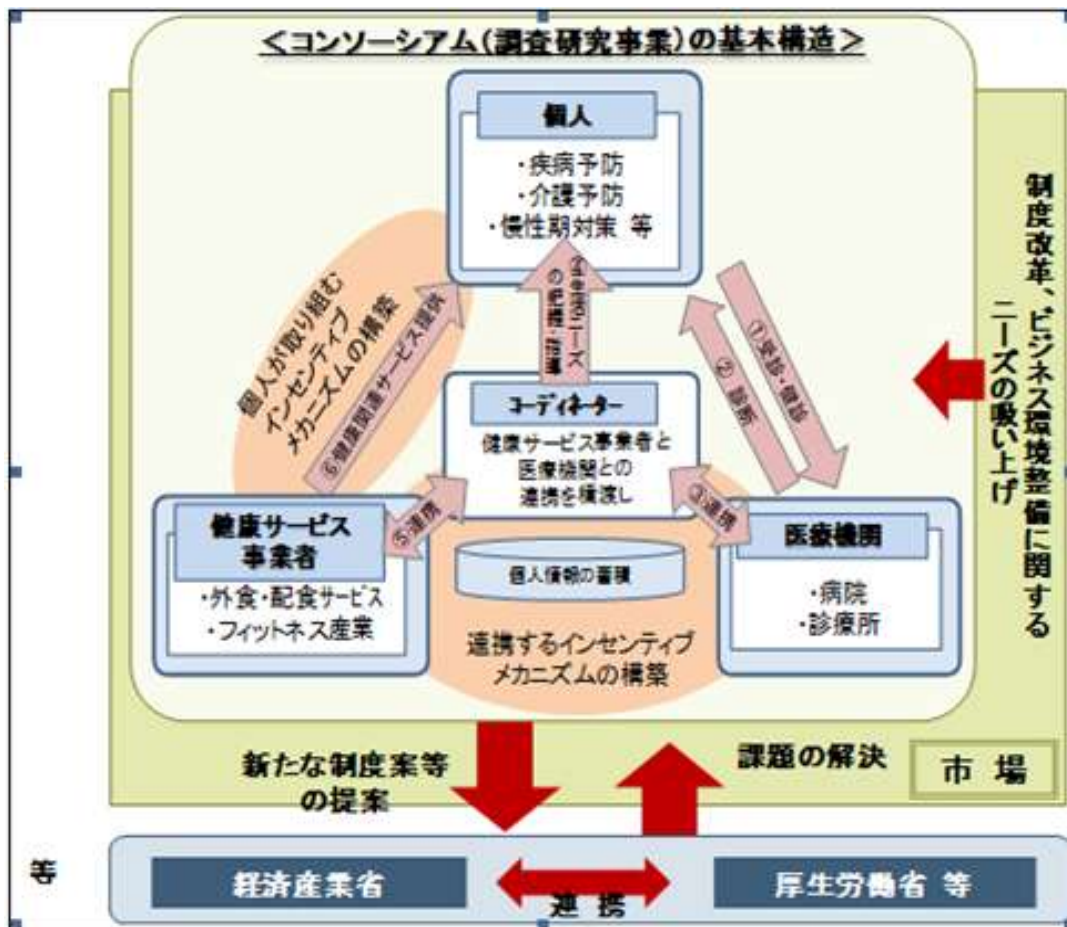 ＜コンソーシアム(調査研究事業)の基本構造＞
個人
・疾病予防
・介護予防
・慢性期対策 等
個人が取り組む
インセンティブ
メカニズムの構築
⑥健康関連サービス提供
の把握・指導
①受診・健診
② 診断
コーディネーター
健康サービス事業者と
医療機関との
連携を橋渡し
⑤連携
③連携
健康サービス
事業者
・外食・配食サービス
・フィットネス産業
個人情報の蓄積
医療機関
・病院
・診療所
連携するインセンティブ
メカニズムの構築
制度改革、ビジネス環境整備に関する
ニーズの吸い上げ
新たな制度案等
の提案
課題の解決
市 場
等
経済産業省
連 携
厚生労働省 等